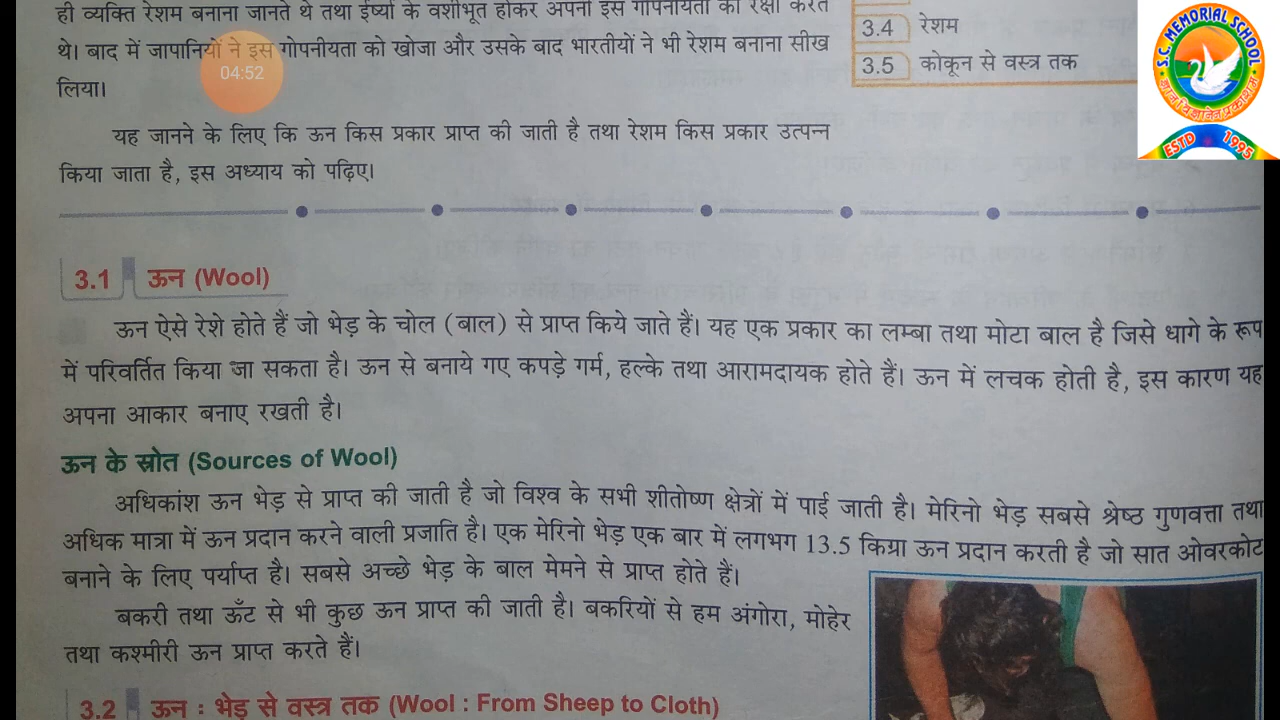 ही व्यक्ति रेशम बनाना जानते थे तथा ईर्ष्या के वशीभूत होकर अपनी इस गोपनीयता की रक्षा करते
थे। बाद में जापानियों ने इस गोपनीयता को खोजा और उसके बाद भारतीयों ने भी रेशम बनाना सीख
लिया।
04:52
3.4 रेशम
3.5 कोकून से वस्त्र तक
S.C. MEMORIAL SCHOOL
ESTD 1995
यह जानने के लिए कि ऊन किस प्रकार प्राप्त की जाती है तथा रेशम किस प्रकार उत्पन्न
किया जाता है, इस अध्याय को पढ़िए।
3.1 ऊन (Wool)
ऊन ऐसे रेशे होते हैं जो भेड़ के चोल (बाल) से प्राप्त किये जाते हैं। यह एक प्रकार का लम्बा तथा मोटा बाल है जिसे धागे के रूप
में परिवर्तित किया जा सकता है। ऊन से बनाये गए कपड़े गर्म, हल्के तथा आरामदायक होते हैं। ऊन में लचक होती है, इस कारण यह
अपना आकार बनाए रखती है।
ऊन के स्रोत (Sources of Wool)
अधिकांश ऊन भेड़ से प्राप्त की जाती है जो विश्व के सभी शीतोष्ण क्षेत्रों में पाई जाती है। मेरिनो भेड़ सबसे श्रेष्ठ गुणवत्ता तथा
अधिक मात्रा में ऊन प्रदान करने वाली प्रजाति है। एक मेरिनो भेड़ एक बार में लगभग 13.5 किग्रा ऊन प्रदान करती है जो सात ओवरकोट
बनाने के लिए पर्याप्त है। सबसे अच्छे भेड़ के बाल मेमने से प्राप्त होते हैं।
बकरी तथा ऊँट से भी कुछ ऊन प्राप्त की जाती है। बकरियों से हम अंगोरा, मोहेर
तथा कश्मीरी ऊन प्राप्त करते हैं।
3.2 ऊन : भेड़ से वस्त्र तक (Wool : From Sheep to Cloth)